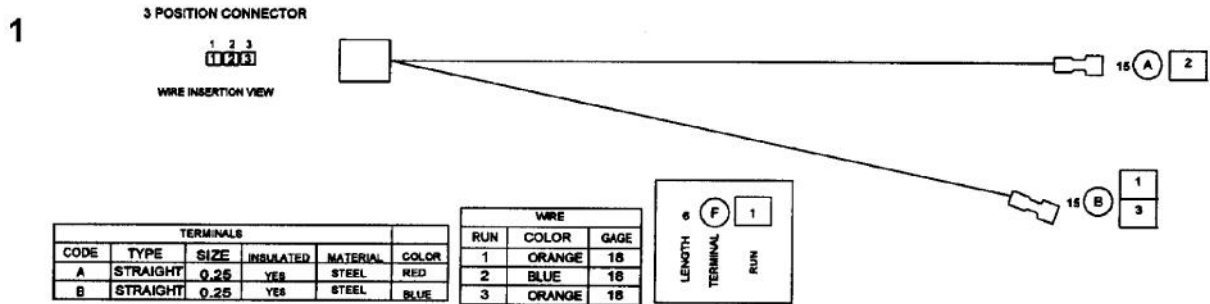 1
3 POSITION CONNECTOR
1 2 3
1 2 3
WIRE INSERTION VIEW
15 A 2
15 B 1
3
TERMINALS
CODE TYPE SIZE INSULATED MATERIAL COLOR
A STRAIGHT 0.25 YES STEEL RED
B STRAIGHT 0.25 YES STEEL BLUE
WIRE
RUN COLOR GAGE
1 ORANGE 18
2 BLUE 18
3 ORANGE 18
6 F 1
LENGTH
TERMINAL
RUN